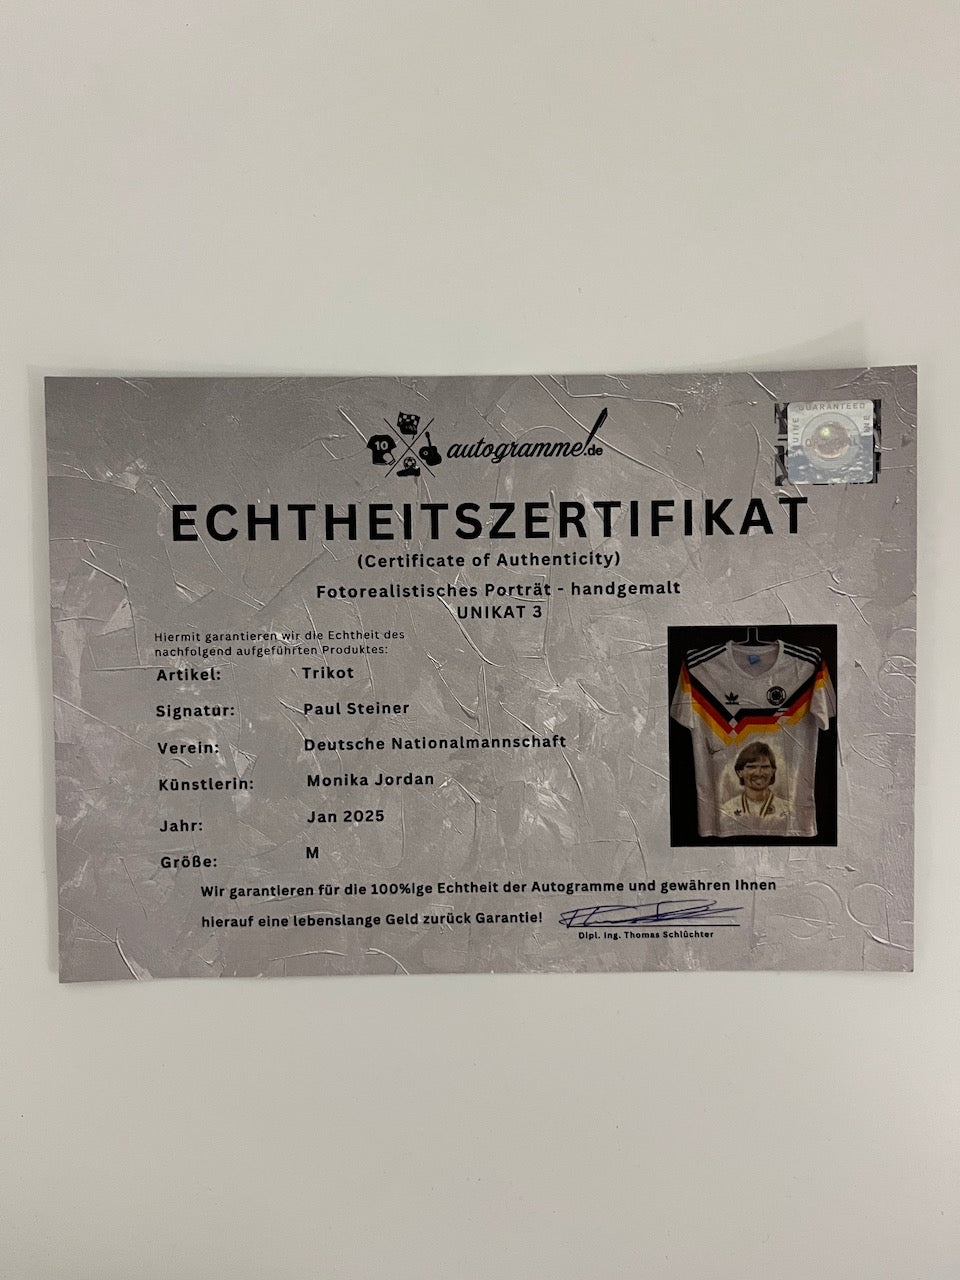 10
autogramme!.de
GUARANTEED
ECHTHEITSZERTIFIKAT
(Certificate of Authenticity)
Fotorealistisches Porträt - handgemalt
UNIKAT 3
Hiermit garantieren wir die Echtheit des
nachfolgend aufgeführten Produktes:
Artikel: Trikot
Signatur: Paul Steiner
Verein: Deutsche Nationalmannschaft
Künstlerin: Monika Jordan
Jahr: Jan 2025
Größe: M
Wir garantieren für die 100%ige Echtheit der Autogramme und gewähren Ihnen
hierauf eine lebenslange Geld zurück Garantie!
Dipl. Ing. Thomas Schlüchter